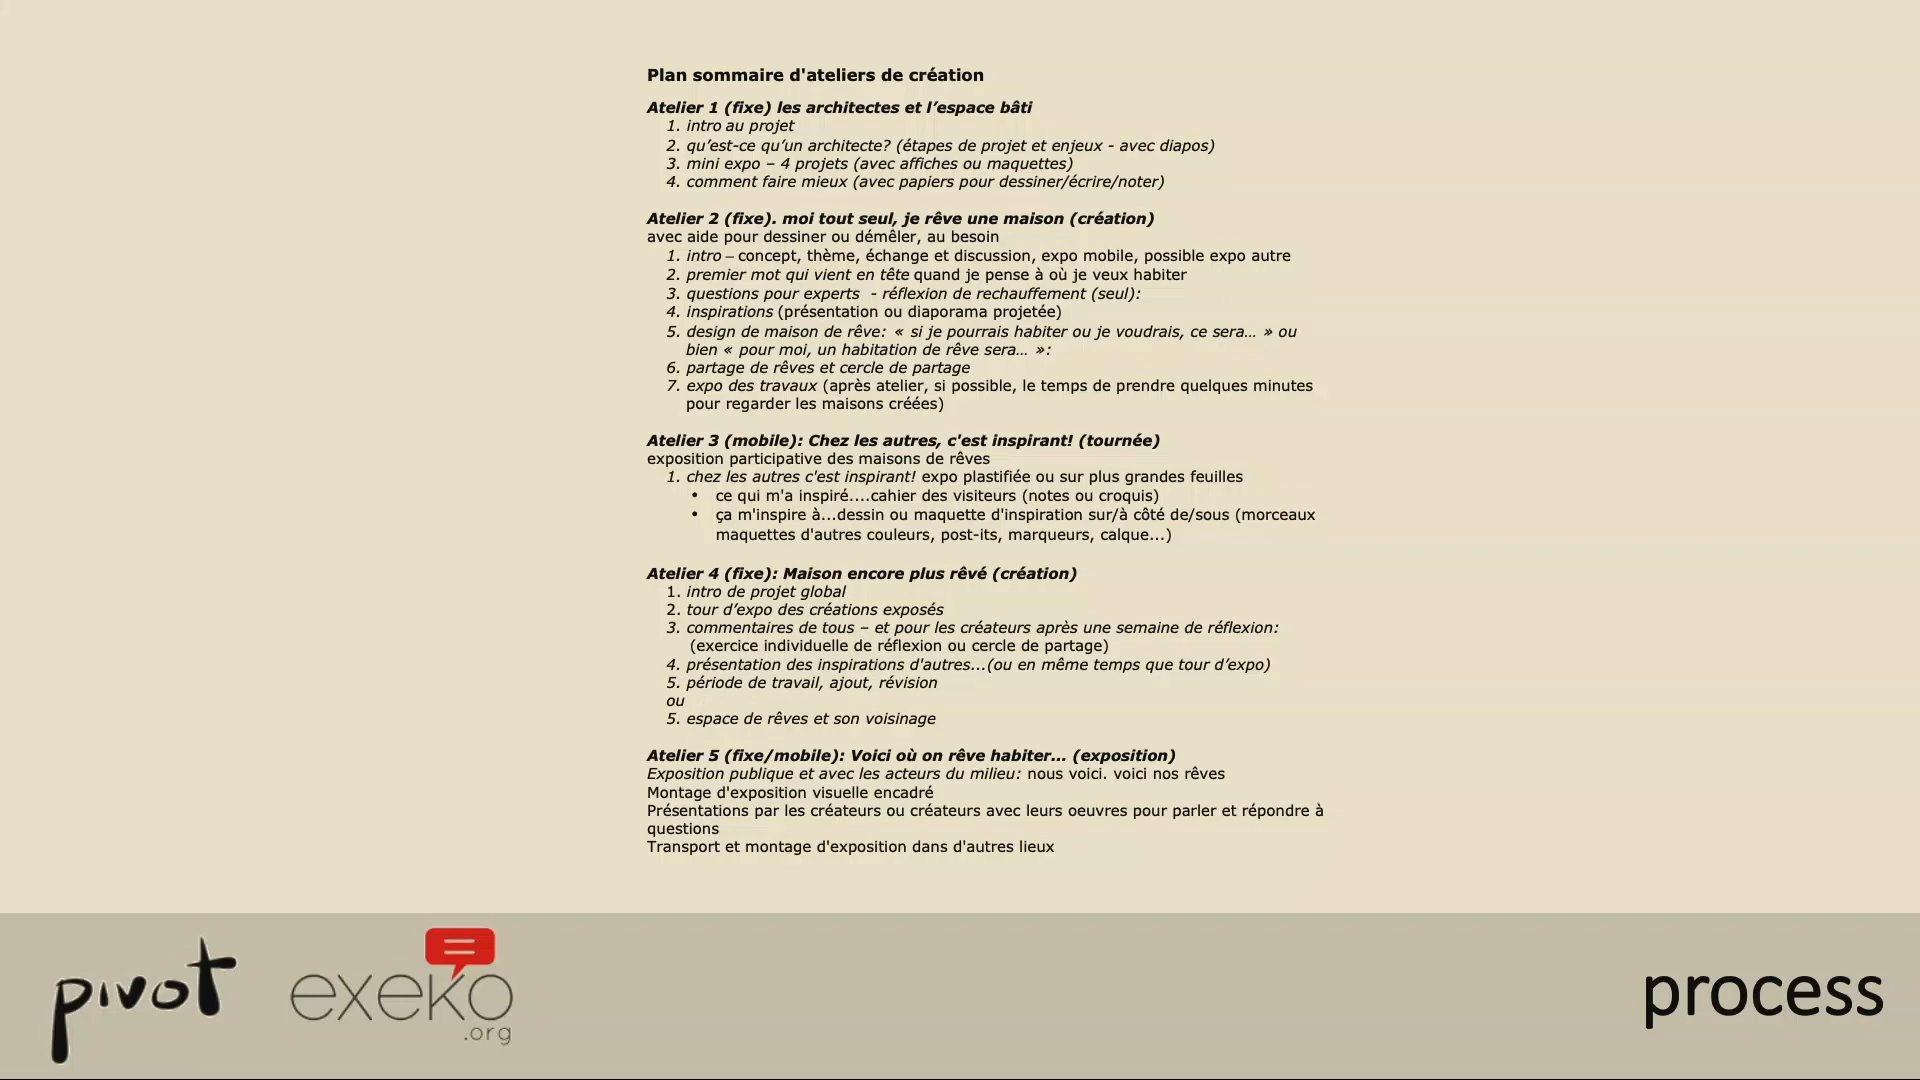 Plan sommaire d'ateliers de création
Atelier 1 (fixe) les architectes et l’espace bâti
1. intro au projet
2. qu’est-ce qu’un architecte? (étapes de projet et enjeux - avec diapos)
3. mini expo – 4 projets (avec affiches ou maquettes)
4. comment faire mieux (avec papiers pour dessiner/écrire/noter)
Atelier 2 (fixe). moi tout seul, je rêve une maison (création)
avec aide pour dessiner ou démêler, au besoin
1. intro – concept, thème, échange et discussion, expo mobile, possible expo autre
2. premier mot qui vient en tête quand je pense à où je veux habiter
3. questions pour experts - réflexion de rechauffement (seul):
4. inspirations (présentation ou diaporama projetée)
5. design de maison de rêve: « si je pourrais habiter ou je voudrais, ce sera… » ou
bien « pour moi, un habitation de rêve sera… »:
6. partage de rêves et cercle de partage
7. expo des travaux (après atelier, si possible, le temps de prendre quelques minutes
pour regarder les maisons créées)
Atelier 3 (mobile): Chez les autres, c'est inspirant! (tournée)
exposition participative des maisons de rêves
1. chez les autres c'est inspirant! expo plastifiée ou sur plus grandes feuilles
• ce qui m'a inspiré....cahier des visiteurs (notes ou croquis)
• ça m'inspire à...dessin ou maquette d'inspiration sur/à côté de/sous (morceaux
maquettes d'autres couleurs, post-its, marqueurs, calque...)
Atelier 4 (fixe): Maison encore plus rêvé (création)
1. intro de projet global
2. tour d’expo des créations exposés
3. commentaires de tous – et pour les créateurs après une semaine de réflexion:
(exercice individuelle de réflexion ou cercle de partage)
4. présentation des inspirations d'autres...(ou en même temps que tour d’expo)
5. période de travail, ajout, révision
ou
5. espace de rêves et son voisinage
Atelier 5 (fixe/mobile): Voici où on rêve habiter... (exposition)
Exposition publique et avec les acteurs du milieu: nous voici. voici nos rêves
Montage d'exposition visuelle encadré
Présentations par les créateurs ou créateurs avec leurs oeuvres pour parler et répondre à
questions
Transport et montage d'exposition dans d'autres lieux
pivot
exeko
.org
process